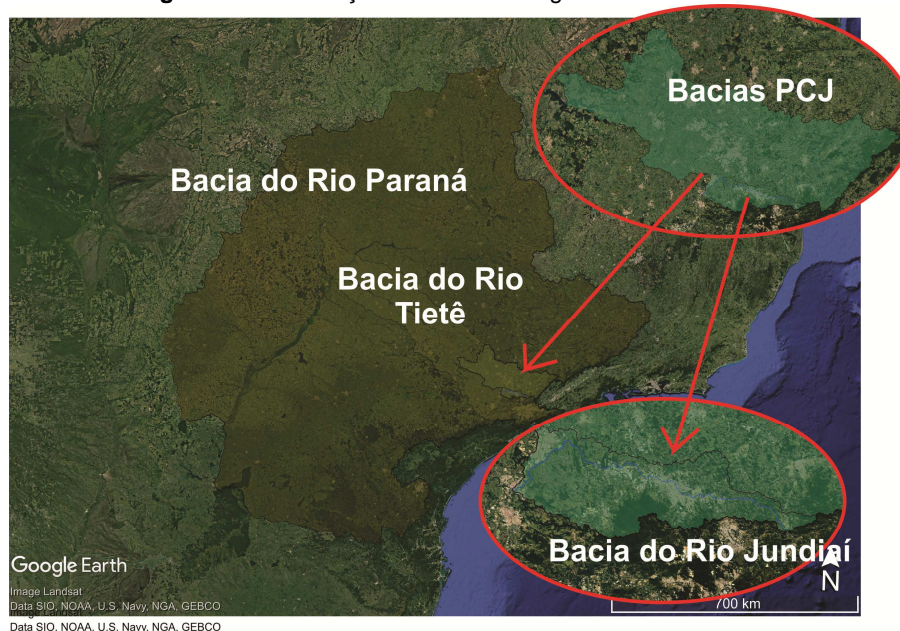 Bacias PCJ
Bacia do Rio Paraná
Bacia do Rio
Tietê
Bacia do Rio Jundiaí
N
700 km
Google Earth
Image Landsat
Data SIO, NOAA, U.S. Navy, NGA, GEBCO
Data SIO, NOAA, U.S. Navy, NGA, GEBCO